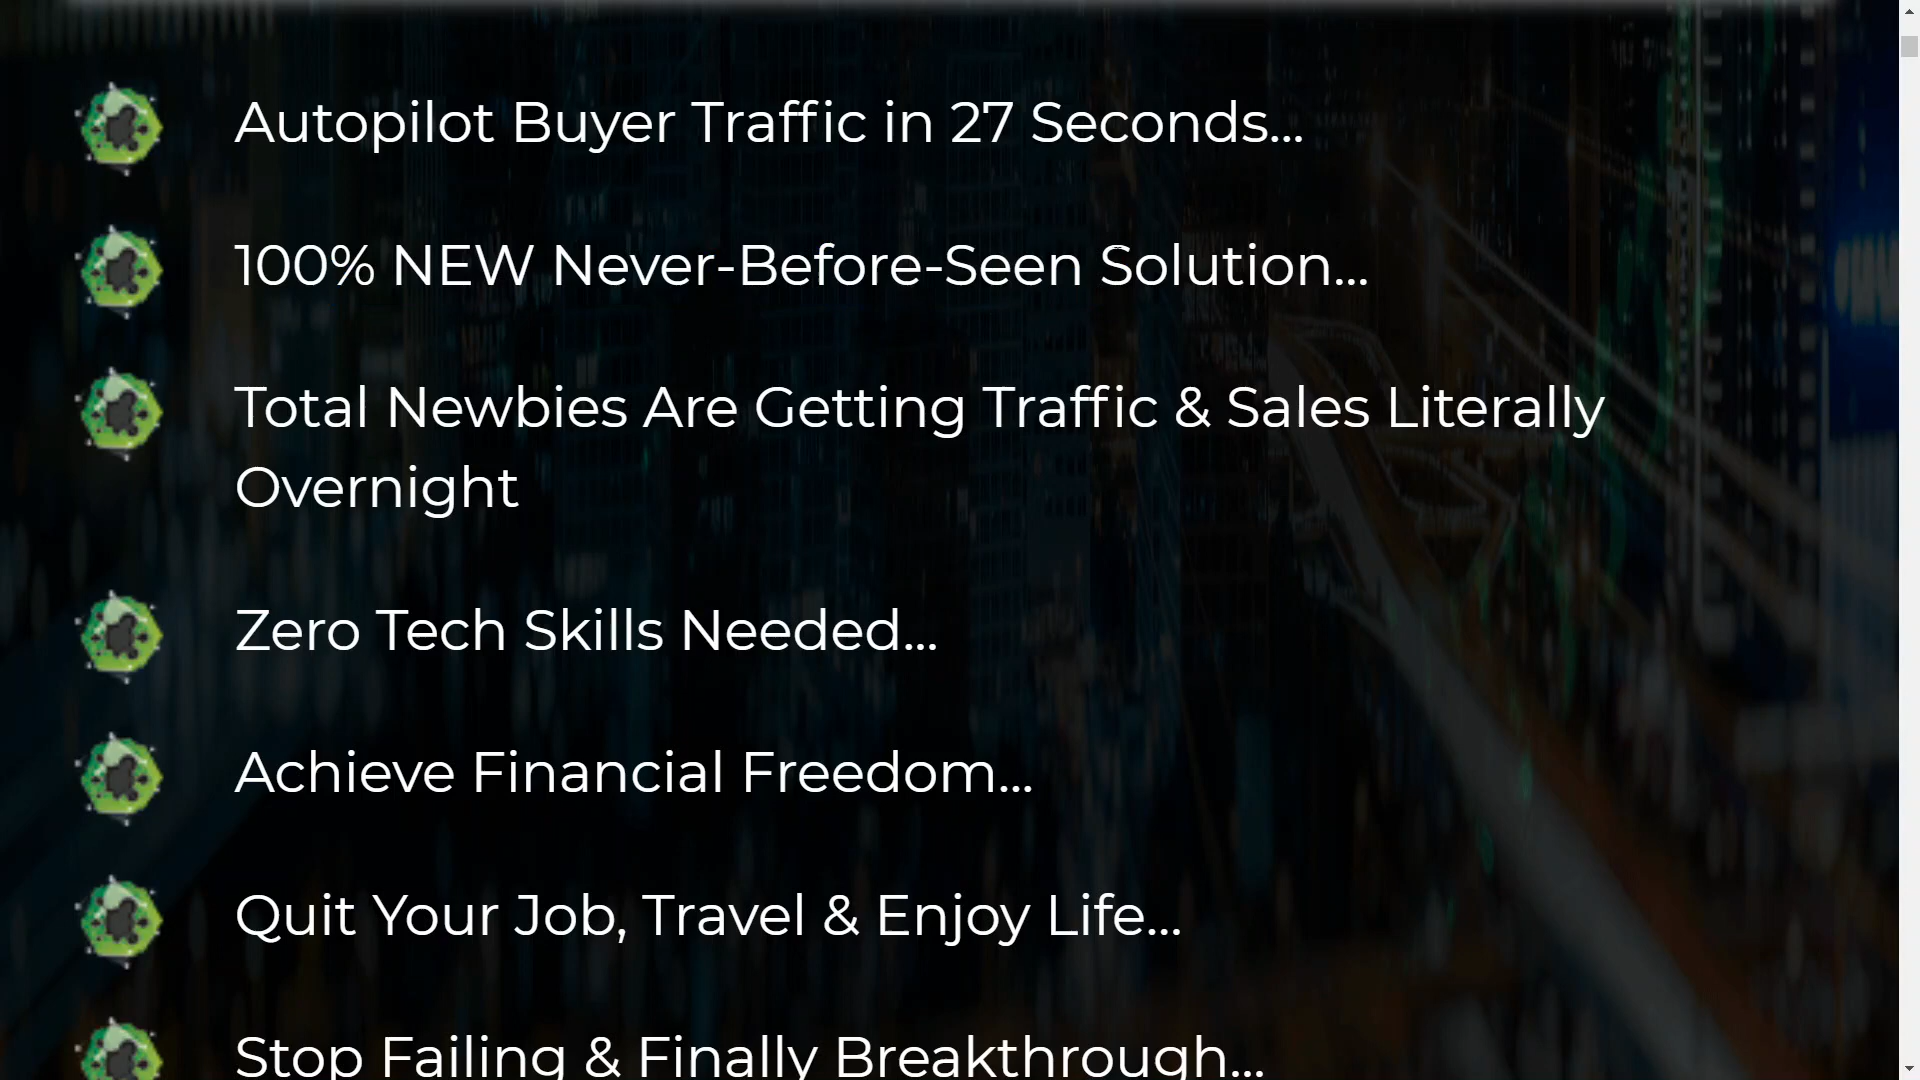 Autopilot Buyer Traffic in 27 Seconds...
100% NEW Never-Before-Seen Solution...
Total Newbies Are Getting Traffic & Sales Literally
Overnight
Zero Tech Skills Needed...
Achieve Financial Freedom...
Quit Your Job, Travel & Enjoy Life...
Stop Failing & Finally Breakthrough...